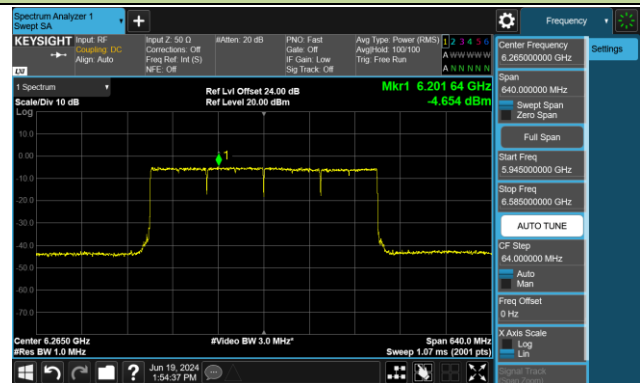 Spectrum Analyzer 1
Swept SA
+
Frequency
KEYSIGHT
Input: RF
Coupling: DC
Align: Auto
Input Z: 50 Ω
Corrections: Off
Freq Ref: Int (S)
NFE: Off
#Atten: 20 dB
PNO: Fast
Gate: Off
IF Gain: Low
Sig Track: Off
Avg Type: Power (RMS)
Avg|Hold: 100/100
Trig: Free Run
1 2 3 4 5 6
A W W W W W
A N N N N N
LXI
1 Spectrum
Scale/Div 10 dB
Log
Ref Lvl Offset 24.00 dB
Ref Level 20.00 dBm
Mkr1 6.201 64 GHz
-4.654 dBm
10.0
0.00
-10.0
-20.0
-30.0
-40.0
-50.0
-60.0
-70.0
1
Center 6.2650 GHz
#Res BW 1.0 MHz
#Video BW 3.0 MHz*
Span 640.0 MHz
Sweep 1.07 ms (2001 pts)
Center Frequency
6.265000000 GHz
Settings
Span
640.000000 MHz
Swept Span
Zero Span
Full Span
Start Freq
5.945000000 GHz
Stop Freq
6.585000000 GHz
AUTO TUNE
CF Step
64.000000 MHz
Auto
Man
Freq Offset
0 Hz
X Axis Scale
Log
Lin
Signal Track
(Span Zoom)
?
Jun 19, 2024
1:54:37 PM